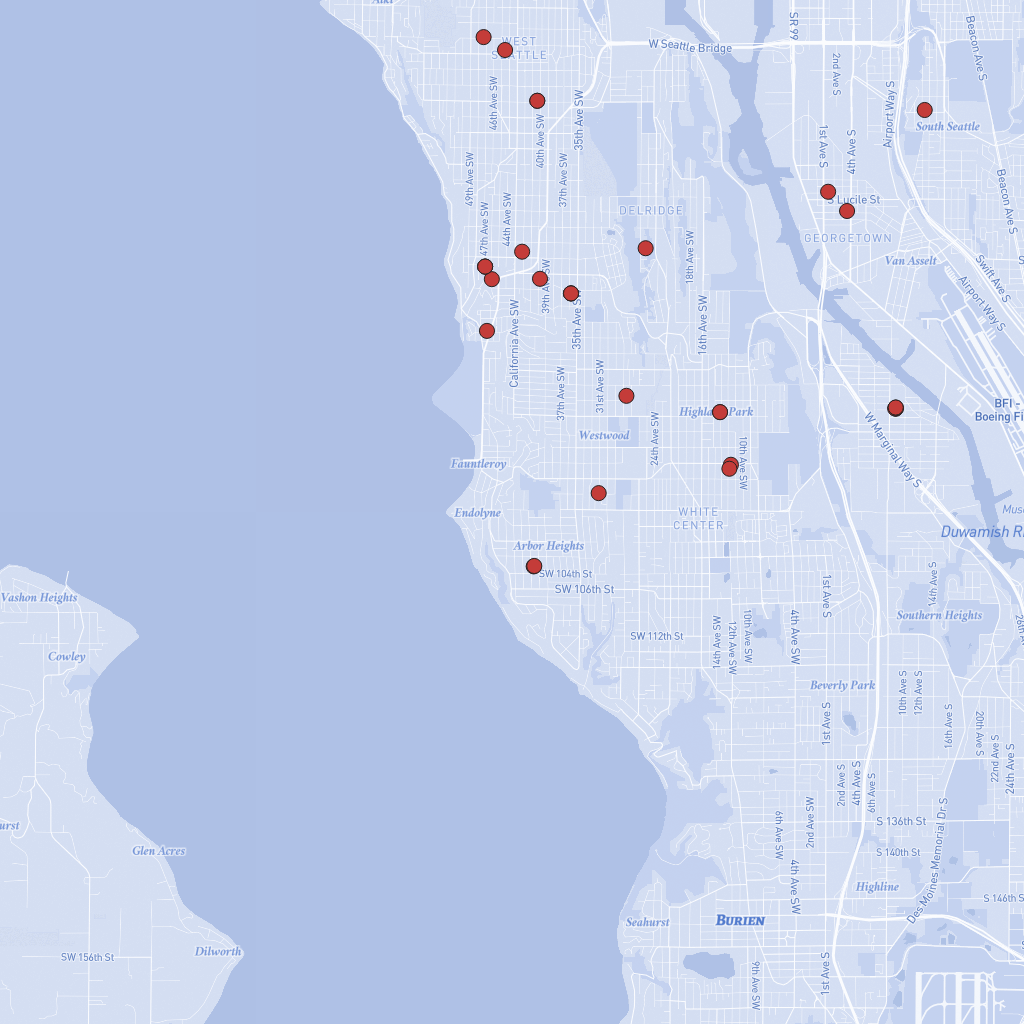 WEST
SEATTLE
W Seattle Bridge
SR 99
2nd Ave S
Beacon Ave S
Airport Way S
46th Ave SW
40th Ave SW
35th Ave SW
1st Ave S
4th Ave S
South Seattle
49th Ave SW
37th Ave SW
Beacon Ave S
S Lucile St
47th Ave SW
44th Ave SW
DELRIDGE
18th Ave SW
GEORGETOWN
Van Asselt
Swift Ave S
Airport Way S
39th Ave SW
35th Ave SW
California Ave SW
16th Ave SW
37th Ave SW
31st Ave SW
24th Ave SW
Highland Park
BFI -
Boeing Fi
Westwood
W Marginal Way S
10th Ave SW
Fauntleroy
Endolyne
WHITE
CENTER
Duwamish Ri
Arbor Heights
SW 104th St
SW 106th St
Vashon Heights
1st Ave S
14th Ave S
Southern Heights
SW 112th St
14th Ave SW
12th Ave SW
10th Ave SW
4th Ave SW
Cowley
Beverly Park
10th Ave S
12th Ave S
1st Ave S
16th Ave S
20th Ave S
22nd Ave S
24th Ave S
2nd Ave S
4th Ave S
6th Ave S
6th Ave SW
2nd Ave SW
S 136th St
urst
Glen Acres
S 140th St
Des Moines Memorial Dr S
4th Ave SW
Highline
S 146th S
Seahurst
BURIEN
Dilworth
SW 156th St
9th Ave SW
1st Ave S